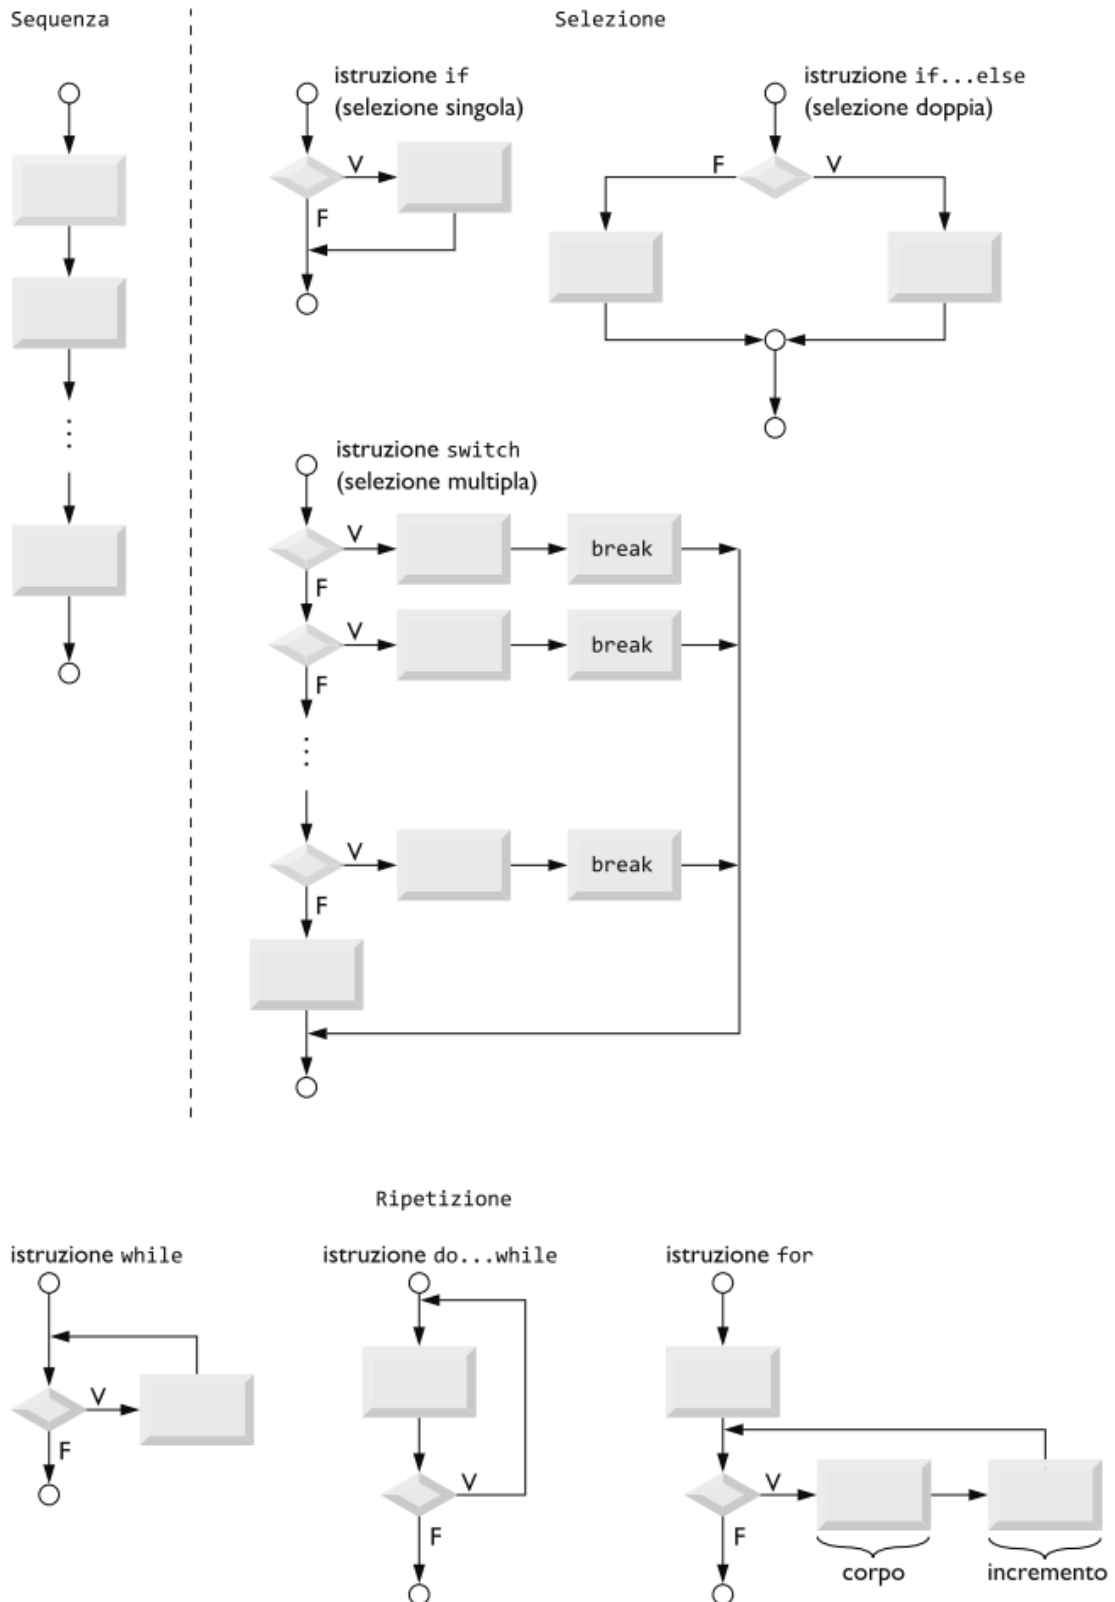 Sequenza
Selezione
istruzione if
(selezione singola)
V
F
istruzione if...else
(selezione doppia)
F
V
istruzione switch
(selezione multipla)
V
break
F
V
break
F
V
break
F
Ripetizione
istruzione while
V
F
istruzione do...while
V
F
istruzione for
V
F
corpo
incremento